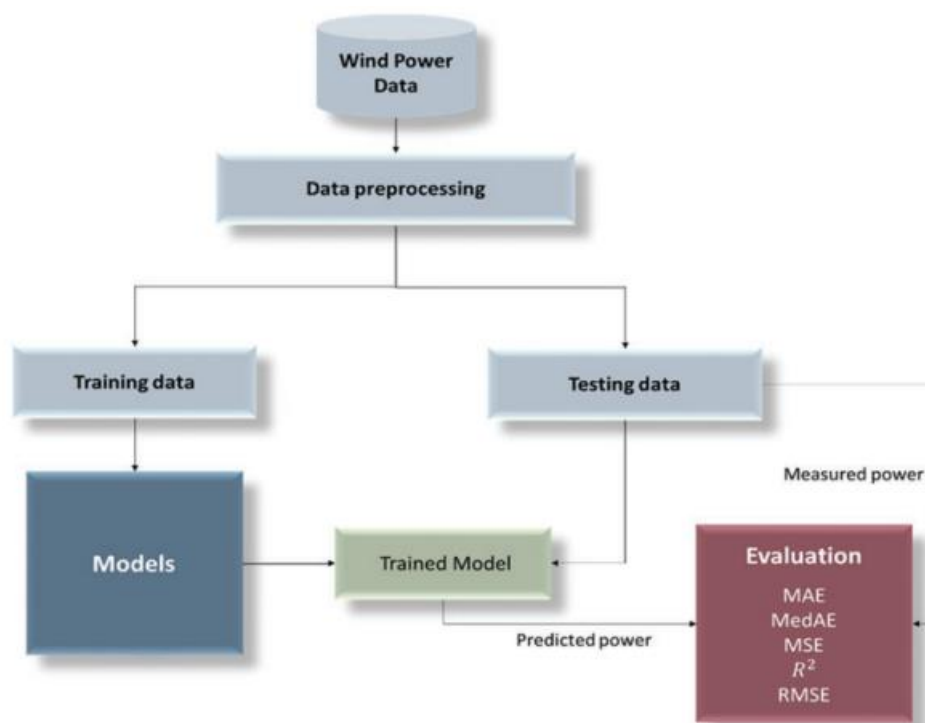 Wind Power
Data
Data preprocessing
Training data
Testing data
Measured power
Models
Trained Model
Predicted power
Evaluation
MAE
MedAE
MSE
R²
RMSE